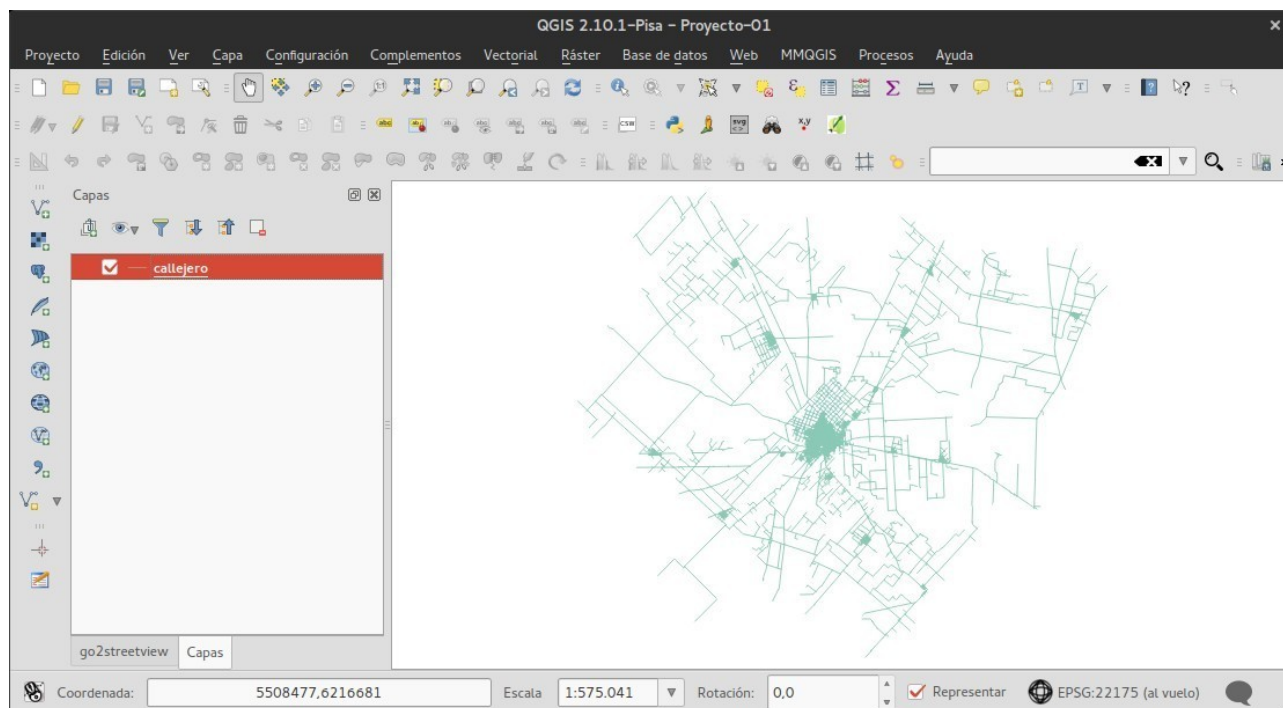 QGIS 2.10.1-Pisa - Proyecto-01
Proyecto Edición Ver Capa Configuración Complementos Vectorial Ráster Base de datos Web MMQGIS Procesos Ayuda
Capas
callejero
go2streetview Capas
Coordenada: 5508477,6216681 Escala 1:575.041 Rotación: 0,0 Representar EPSG:22175 (al vuelo)